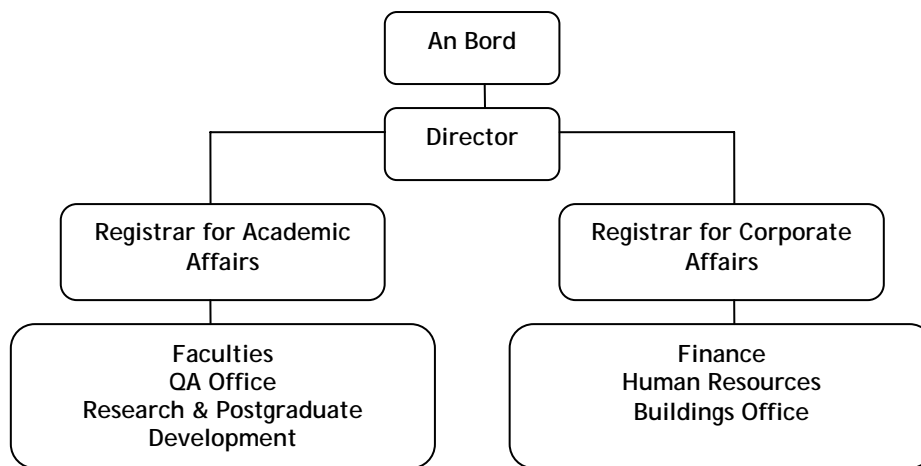 An Bord
Director
Registrar for Academic
Affairs
Registrar for Corporate
Affairs
Faculties
QA Office
Research & Postgraduate
Development
Finance
Human Resources
Buildings Office